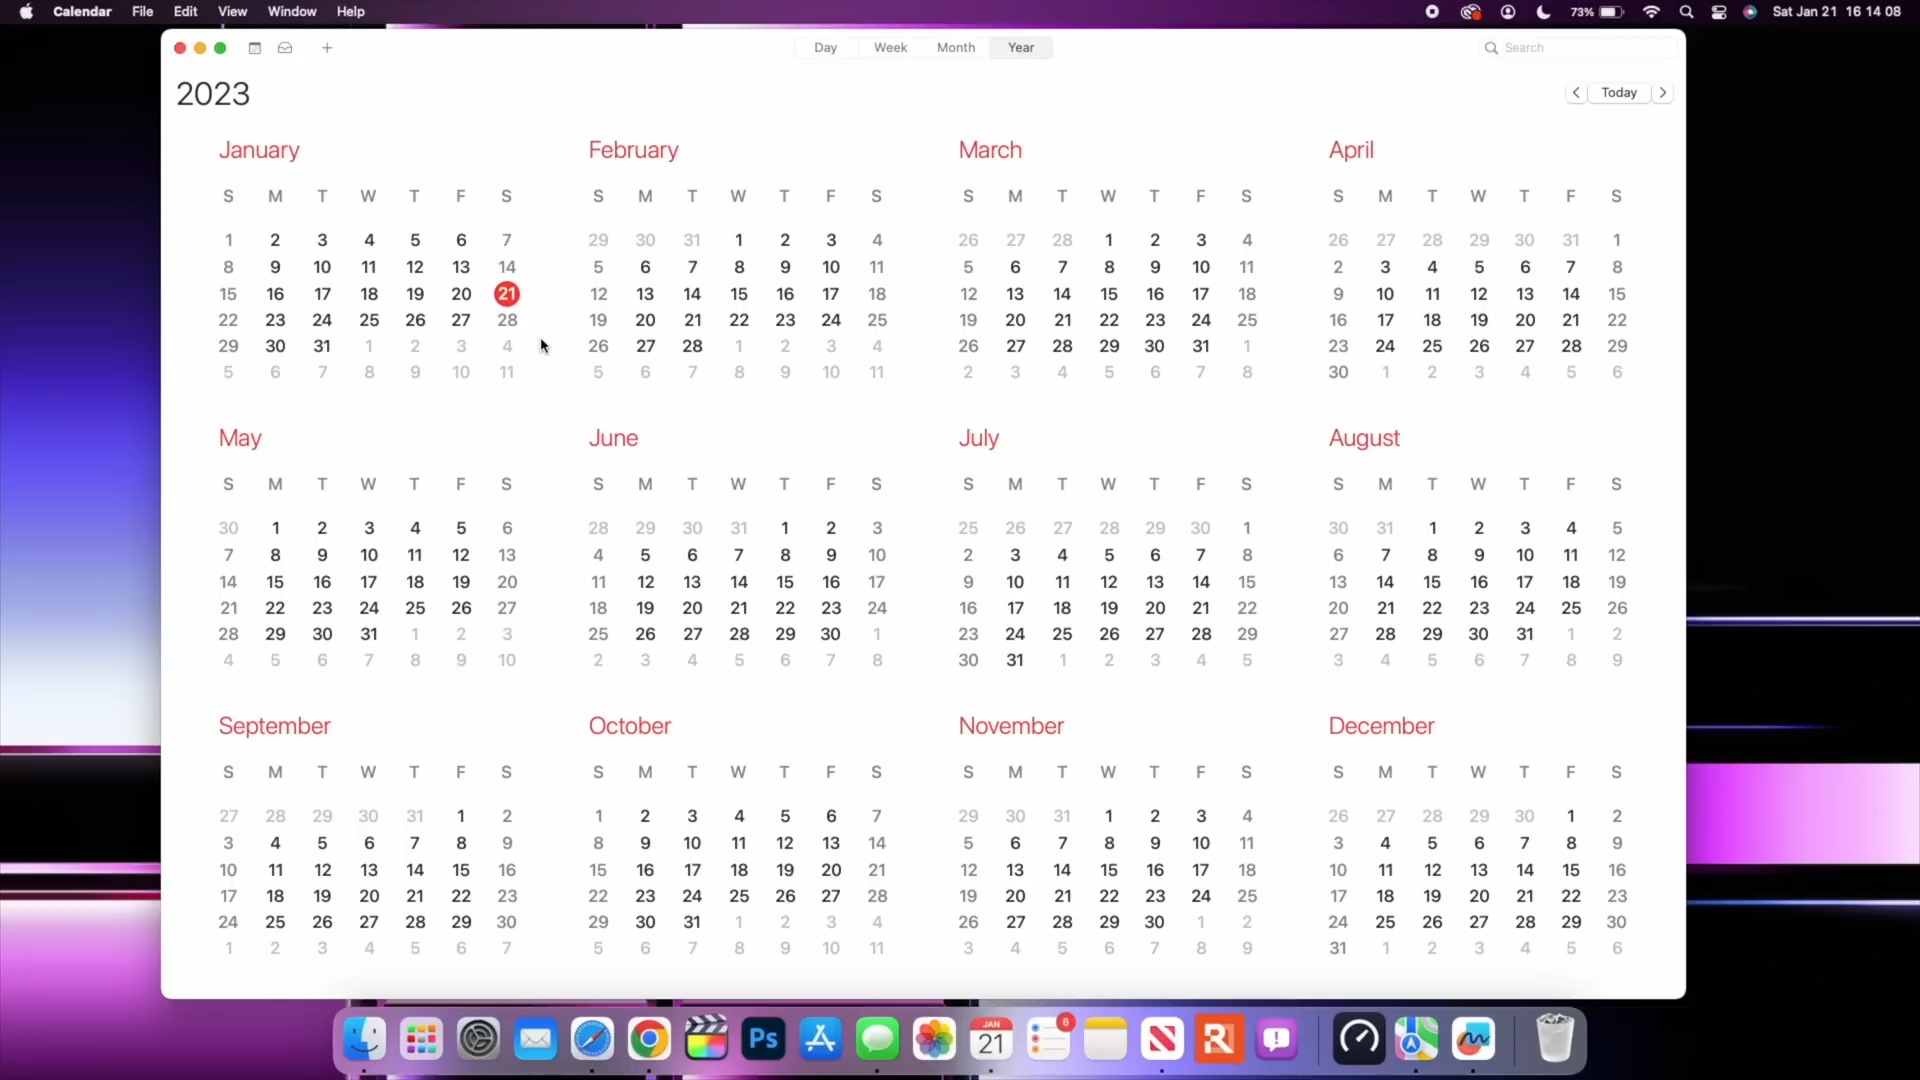 Calendar File Edit View Window Help 73% Sat Jan 21 16 14 08
Day Week Month Year Search
2023 Today
January February March April
S M T W T F S S M T W T F S S M T W T F S S M T W T F S
1 2 3 4 5 6 7 29 30 31 1 2 3 4 26 27 28 1 2 3 4 26 27 28 29 30 31 1
8 9 10 11 12 13 14 5 6 7 8 9 10 11 5 6 7 8 9 10 11 2 3 4 5 6 7 8
15 16 17 18 19 20 21 12 13 14 15 16 17 18 12 13 14 15 16 17 18 9 10 11 12 13 14 15
22 23 24 25 26 27 28 19 20 21 22 23 24 25 19 20 21 22 23 24 25 16 17 18 19 20 21 22
29 30 31 1 2 3 4 26 27 28 1 2 3 4 26 27 28 29 30 31 1 23 24 25 26 27 28 29
5 6 7 8 9 10 11 5 6 7 8 9 10 11 2 3 4 5 6 7 8 30 1 2 3 4 5 6
May June July August
S M T W T F S S M T W T F S S M T W T F S S M T W T F S
30 1 2 3 4 5 6 28 29 30 31 1 2 3 25 26 27 28 29 30 1 30 31 1 2 3 4 5
7 8 9 10 11 12 13 4 5 6 7 8 9 10 2 3 4 5 6 7 8 6 7 8 9 10 11 12
14 15 16 17 18 19 20 11 12 13 14 15 16 17 9 10 11 12 13 14 15 13 14 15 16 17 18 19
21 22 23 24 25 26 27 18 19 20 21 22 23 24 16 17 18 19 20 21 22 20 21 22 23 24 25 26
28 29 30 31 1 2 3 25 26 27 28 29 30 1 23 24 25 26 27 28 29 27 28 29 30 31 1 2
4 5 6 7 8 9 10 2 3 4 5 6 7 8 30 31 1 2 3 4 5 3 4 5 6 7 8 9
September October November December
S M T W T F S S M T W T F S S M T W T F S S M T W T F S
27 28 29 30 31 1 2 1 2 3 4 5 6 7 29 30 31 1 2 3 4 26 27 28 29 30 1 2
3 4 5 6 7 8 9 8 9 10 11 12 13 14 5 6 7 8 9 10 11 3 4 5 6 7 8 9
10 11 12 13 14 15 16 15 16 17 18 19 20 21 12 13 14 15 16 17 18 10 11 12 13 14 15 16
17 18 19 20 21 22 23 22 23 24 25 26 27 28 19 20 21 22 23 24 25 17 18 19 20 21 22 23
24 25 26 27 28 29 30 29 30 31 1 2 3 4 26 27 28 29 30 1 2 24 25 26 27 28 29 30
1 2 3 4 5 6 7 5 6 7 8 9 10 11 3 4 5 6 7 8 9 31 1 2 3 4 5 6
Ps JAN 6
21